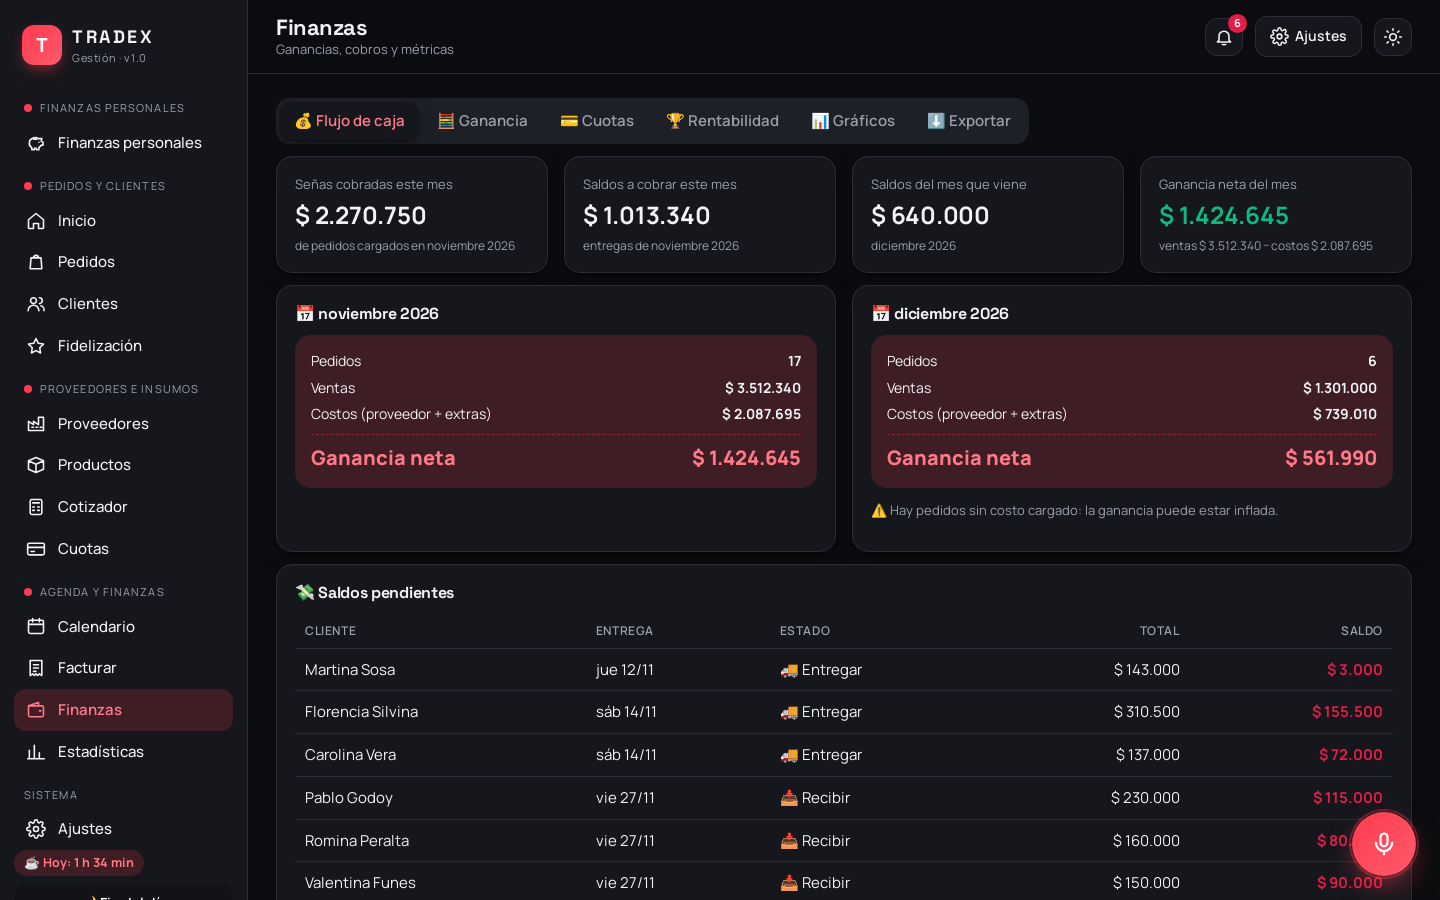 T
TRADEX
Gestión · v1.0
FINANZAS PERSONALES
Finanzas personales
PEDIDOS Y CLIENTES
Inicio
Pedidos
Clientes
Fidelización
PROVEEDORES E INSUMOS
Proveedores
Productos
Cotizador
Cuotas
AGENDA Y FINANZAS
Calendario
Facturar
Finanzas
Estadísticas
SISTEMA
Ajustes
☕ Hoy: 1 h 34 min
Finanzas
Ganancias, cobros y métricas
6
Ajustes
💰 Flujo de caja
🧮 Ganancia
💳 Cuotas
🏆 Rentabilidad
📊 Gráficos
⬇️ Exportar
Señas cobradas este mes
$ 2.270.750
de pedidos cargados en noviembre 2026
Saldos a cobrar este mes
$ 1.013.340
entregas de noviembre 2026
Saldos del mes que viene
$ 640.000
diciembre 2026
Ganancia neta del mes
$ 1.424.645
ventas $ 3.512.340 − costos $ 2.087.695
📅 noviembre 2026
Pedidos 17
Ventas $ 3.512.340
Costos (proveedor + extras) $ 2.087.695
Ganancia neta $ 1.424.645
📅 diciembre 2026
Pedidos 6
Ventas $ 1.301.000
Costos (proveedor + extras) $ 739.010
Ganancia neta $ 561.990
⚠️ Hay pedidos sin costo cargado: la ganancia puede estar inflada.
💸 Saldos pendientes
CLIENTE ENTREGA ESTADO TOTAL SALDO
Martina Sosa jue 12/11 🚚 Entregar $ 143.000 $ 3.000
Florencia Silvina sáb 14/11 🚚 Entregar $ 310.500 $ 155.500
Carolina Vera sáb 14/11 🚚 Entregar $ 137.000 $ 72.000
Pablo Godoy vie 27/11 📥 Recibir $ 230.000 $ 115.000
Romina Peralta vie 27/11 📥 Recibir $ 160.000 $ 80.
Valentina Funes vie 27/11 📥 Recibir $ 150.000 $ 90.000